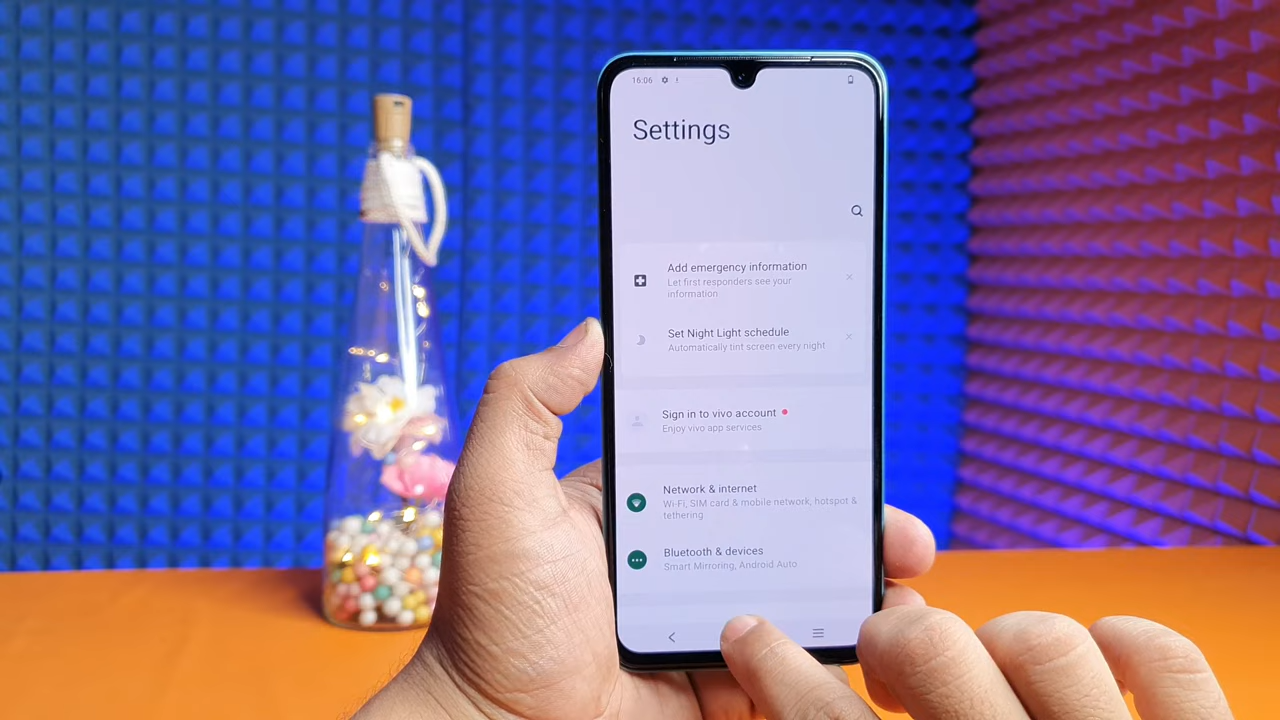 16:06
Settings
Add emergency information
Let first responders see your
information
Set Night Light schedule
Automatically tint screen every night
Sign in to vivo account
Enjoy vivo app services
Network & internet
Wi-Fi, SIM card & mobile network, hotspot &
tethering
Bluetooth & devices
Smart Mirroring, Android Auto